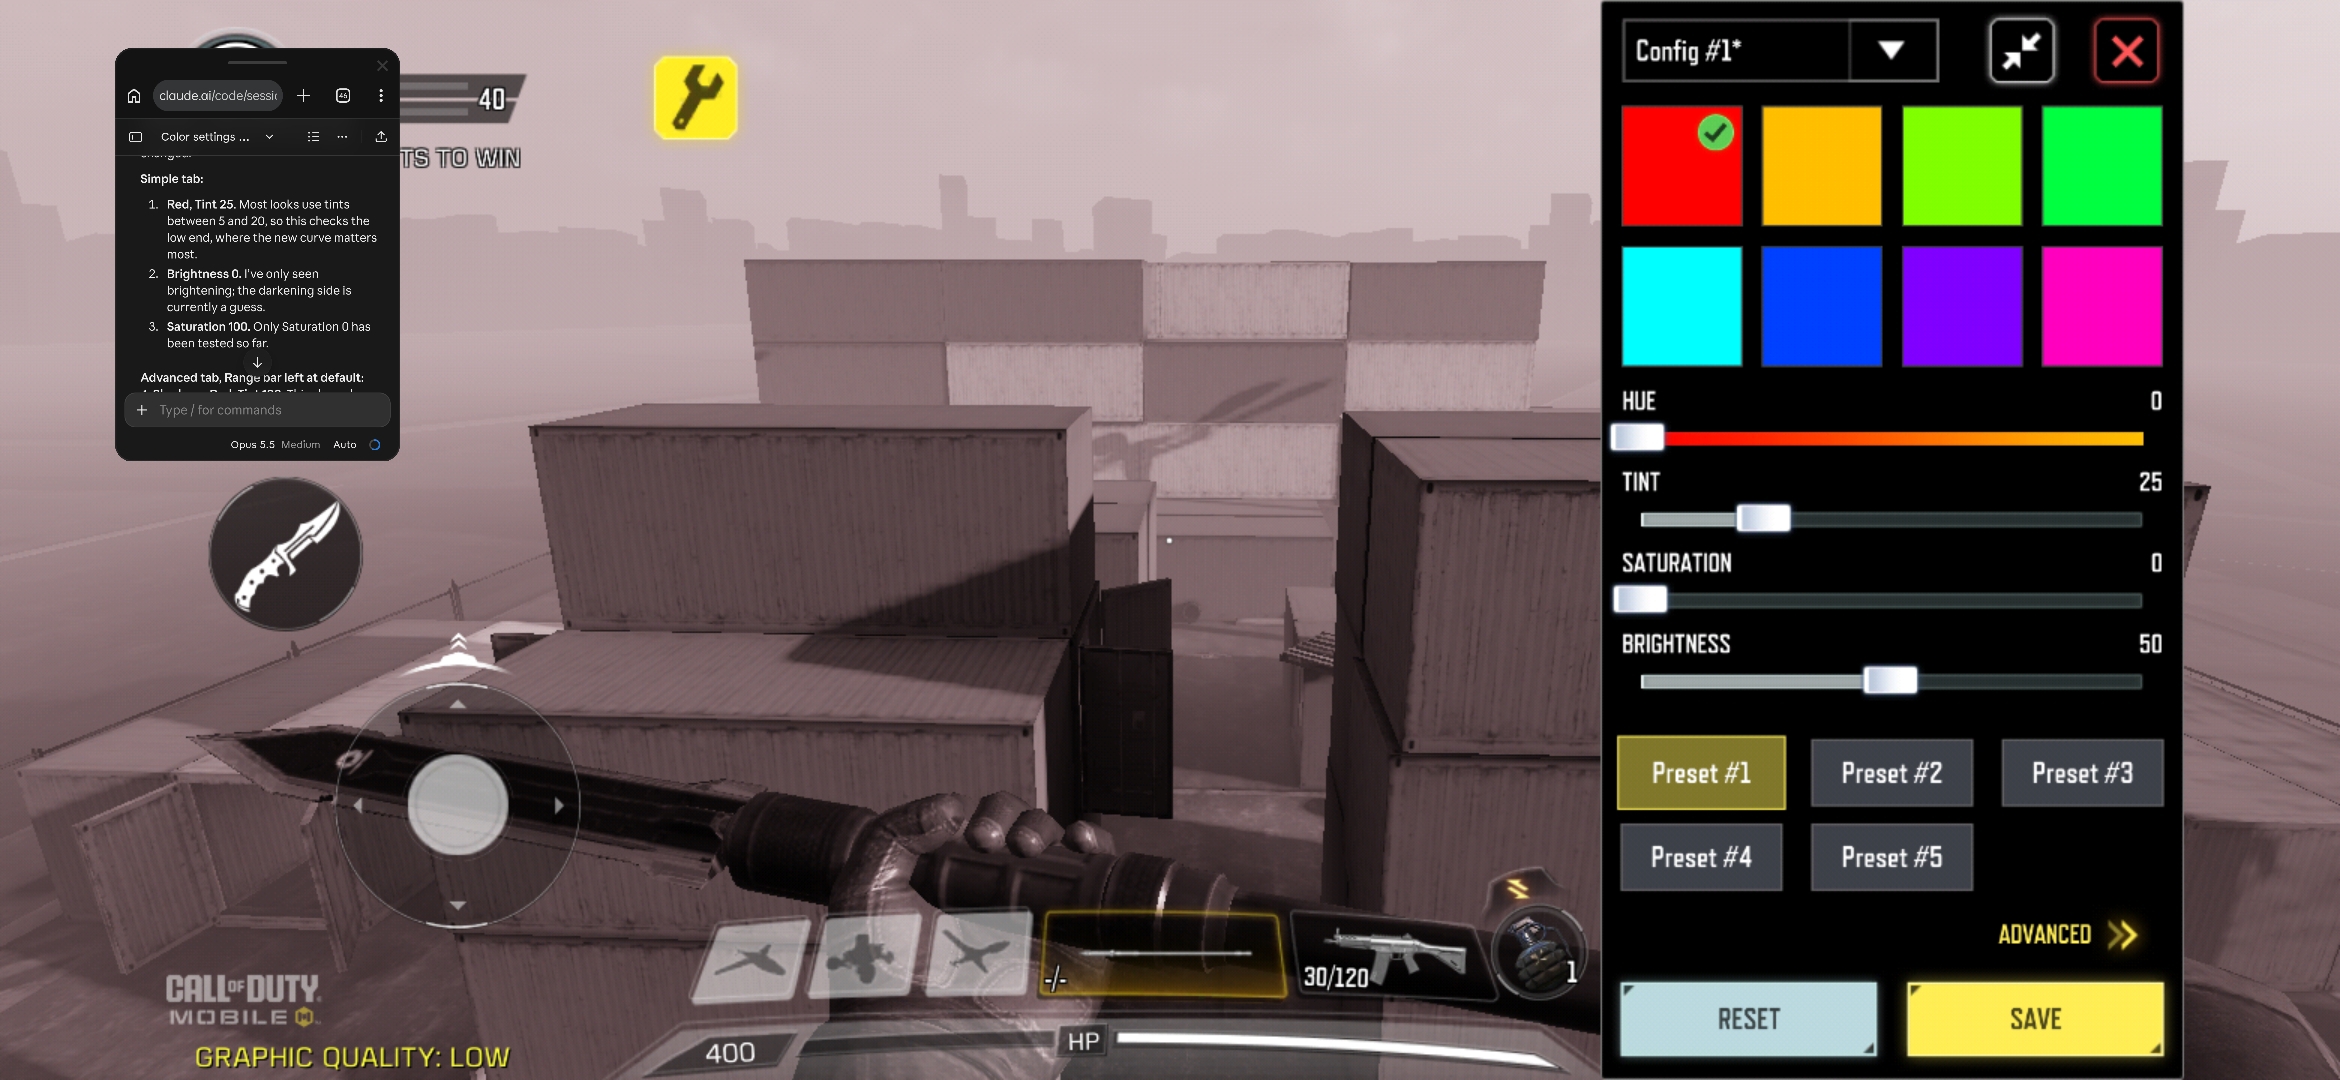 claude.ai/code/sessi
46
Color settings ...
Simple tab:
1. Red, Tint 25. Most looks use tints
between 5 and 20, so this checks the
low end, where the new curve matters
most.
2. Brightness 0. I've only seen
brightening; the darkening side is
currently a guess.
3. Saturation 100. Only Saturation 0 has
been tested so far.
Advanced tab, Range bar left at default:
Type / for commands
Opus 5.5 Medium Auto
40
TS TO WIN
Config #1*
HUE 0
TINT 25
SATURATION 0
BRIGHTNESS 50
Preset #1 Preset #2 Preset #3
Preset #4 Preset #5
ADVANCED
RESET SAVE
-/-
30/120
1
CALL OF DUTY
MOBILE
GRAPHIC QUALITY: LOW
400
HP